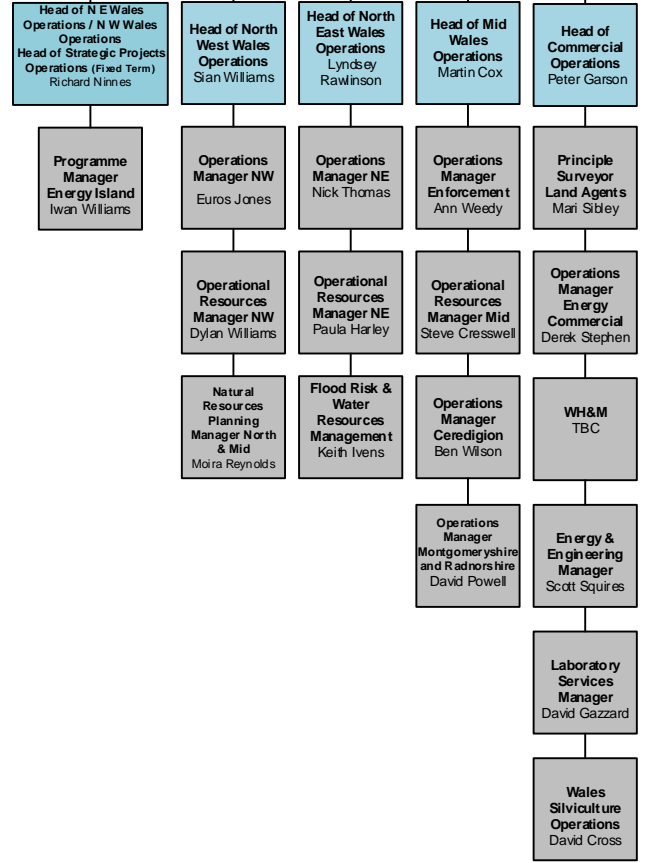 Head of N E Wales
Operations / N W Wales
Operations
Head of Strategic Projects
Operations (Fixed Term)
Richard Ninnes
Programme
Manager
Energy Island
Iwan Williams
Head of North
West Wales
Operations
Sian Williams
Operations
Manager NW
Euros Jones
Operational
Resources
Manager NW
Dylan Williams
Natural
Resources
Planning
Manager North
& Mid
Moira Reynolds
Head of North
East Wales
Operations
Lyndsey
Rawlinson
Operations
Manager NE
Nick Thomas
Operational
Resources
Manager NE
Paula Harley
Flood Risk &
Water
Resources
Management
Keith Ivens
Head of Mid
Wales
Operations
Martin Cox
Operations
Manager
Enforcement
Ann Weedy
Operational
Resources
Manager Mid
Steve Cresswell
Operations
Manager
Ceredigion
Ben Wilson
Operations
Manager
Montgomeryshire
and Radnorshire
David Powell
Head of
Commercial
Operations
Peter Garson
Principle
Surveyor
Land Agents
Mari Sibley
Operations
Manager
Energy
Commercial
Derek Stephen
WH&M
TBC
Energy &
Engineering
Manager
Scott Squires
Laboratory
Services
Manager
David Gazzard
Wales
Silviculture
Operations
David Cross